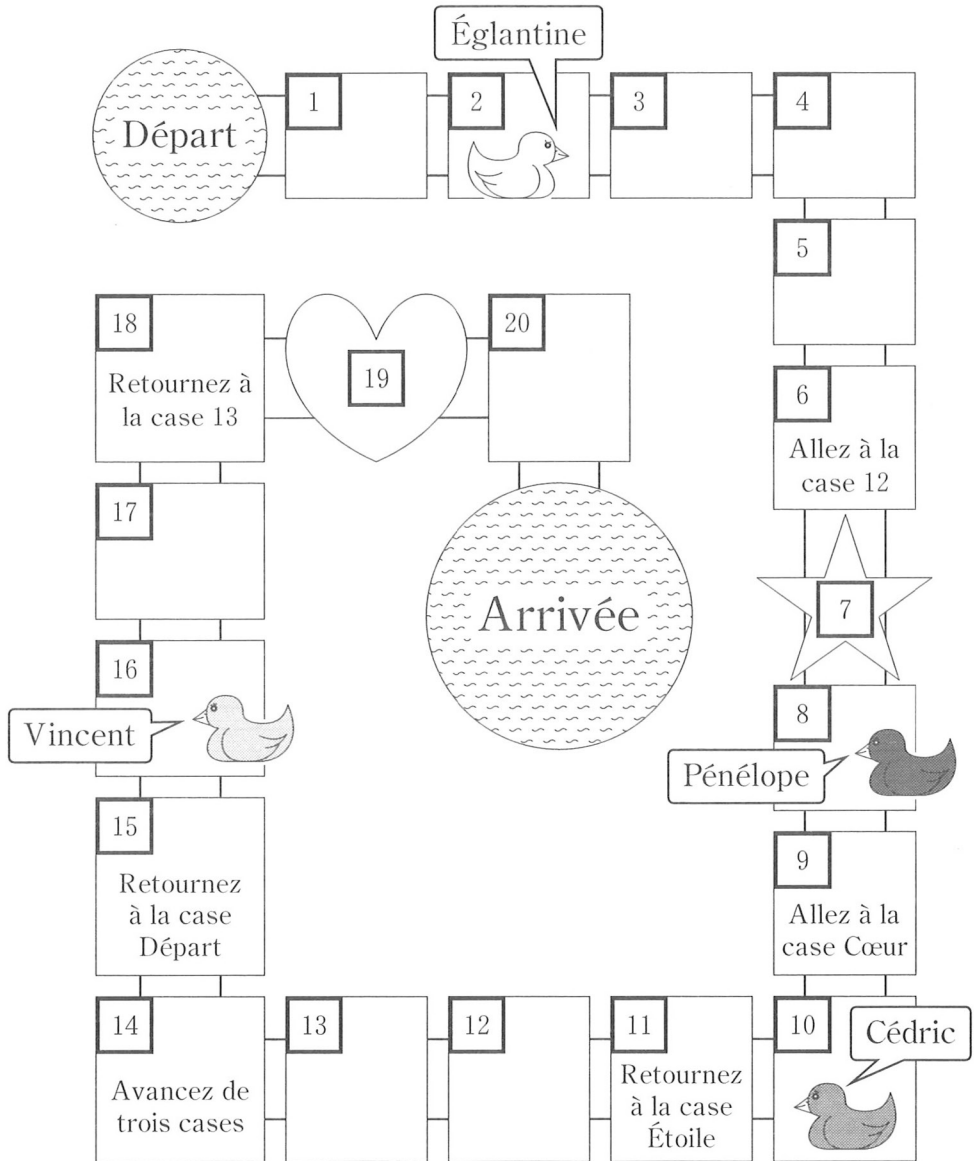 Églantine
Départ
1
2
3
4
5
6
Allez à la
case 12
7
8
Pénélope
9
Allez à la
case Cœur
10
Cédric
11
Retournez
à la case
Étoile
12
13
14
Avancez de
trois cases
15
Retournez
à la case
Départ
16
Vincent
17
18
Retournez à
la case 13
19
20
Arrivée